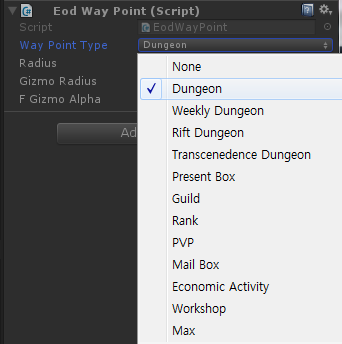 Eod Way Point (Script)
Script EodWayPoint
Way Point Type Dungeon
Radius
Gizmo Radius
F Gizmo Alpha
Ad
None
Dungeon
Weekly Dungeon
Rift Dungeon
Transcenedence Dungeon
Present Box
Guild
Rank
PVP
Mail Box
Economic Activity
Workshop
Max